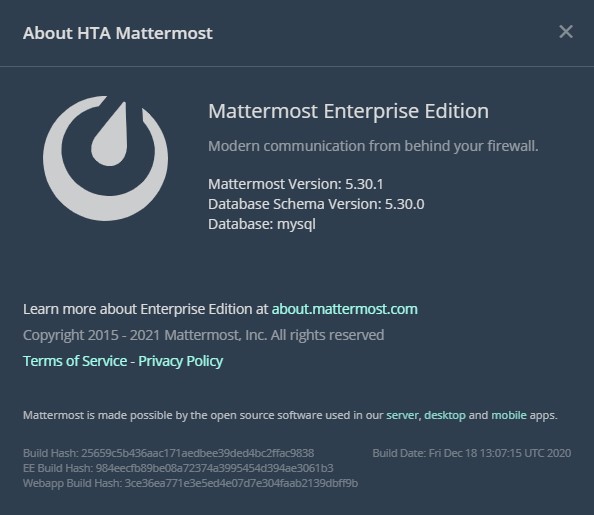 About HTA Mattermost
Mattermost Enterprise Edition
Modern communication from behind your firewall.
Mattermost Version: 5.30.1
Database Schema Version: 5.30.0
Database: mysql
Learn more about Enterprise Edition at about.mattermost.com
Copyright 2015 - 2021 Mattermost, Inc. All rights reserved
Terms of Service - Privacy Policy
Mattermost is made possible by the open source software used in our server, desktop and mobile apps.
Build Hash: 25659c5b436aac171aedbee39ded4bc2ffac9838 Build Date: Fri Dec 18 13:07:15 UTC 2020
EE Build Hash: 984eecfb89be08a72374a3995454d394ae3061b3
Webapp Build Hash: 3ce36ea771e3e5ed4e07d7e304faab2139dbff9b